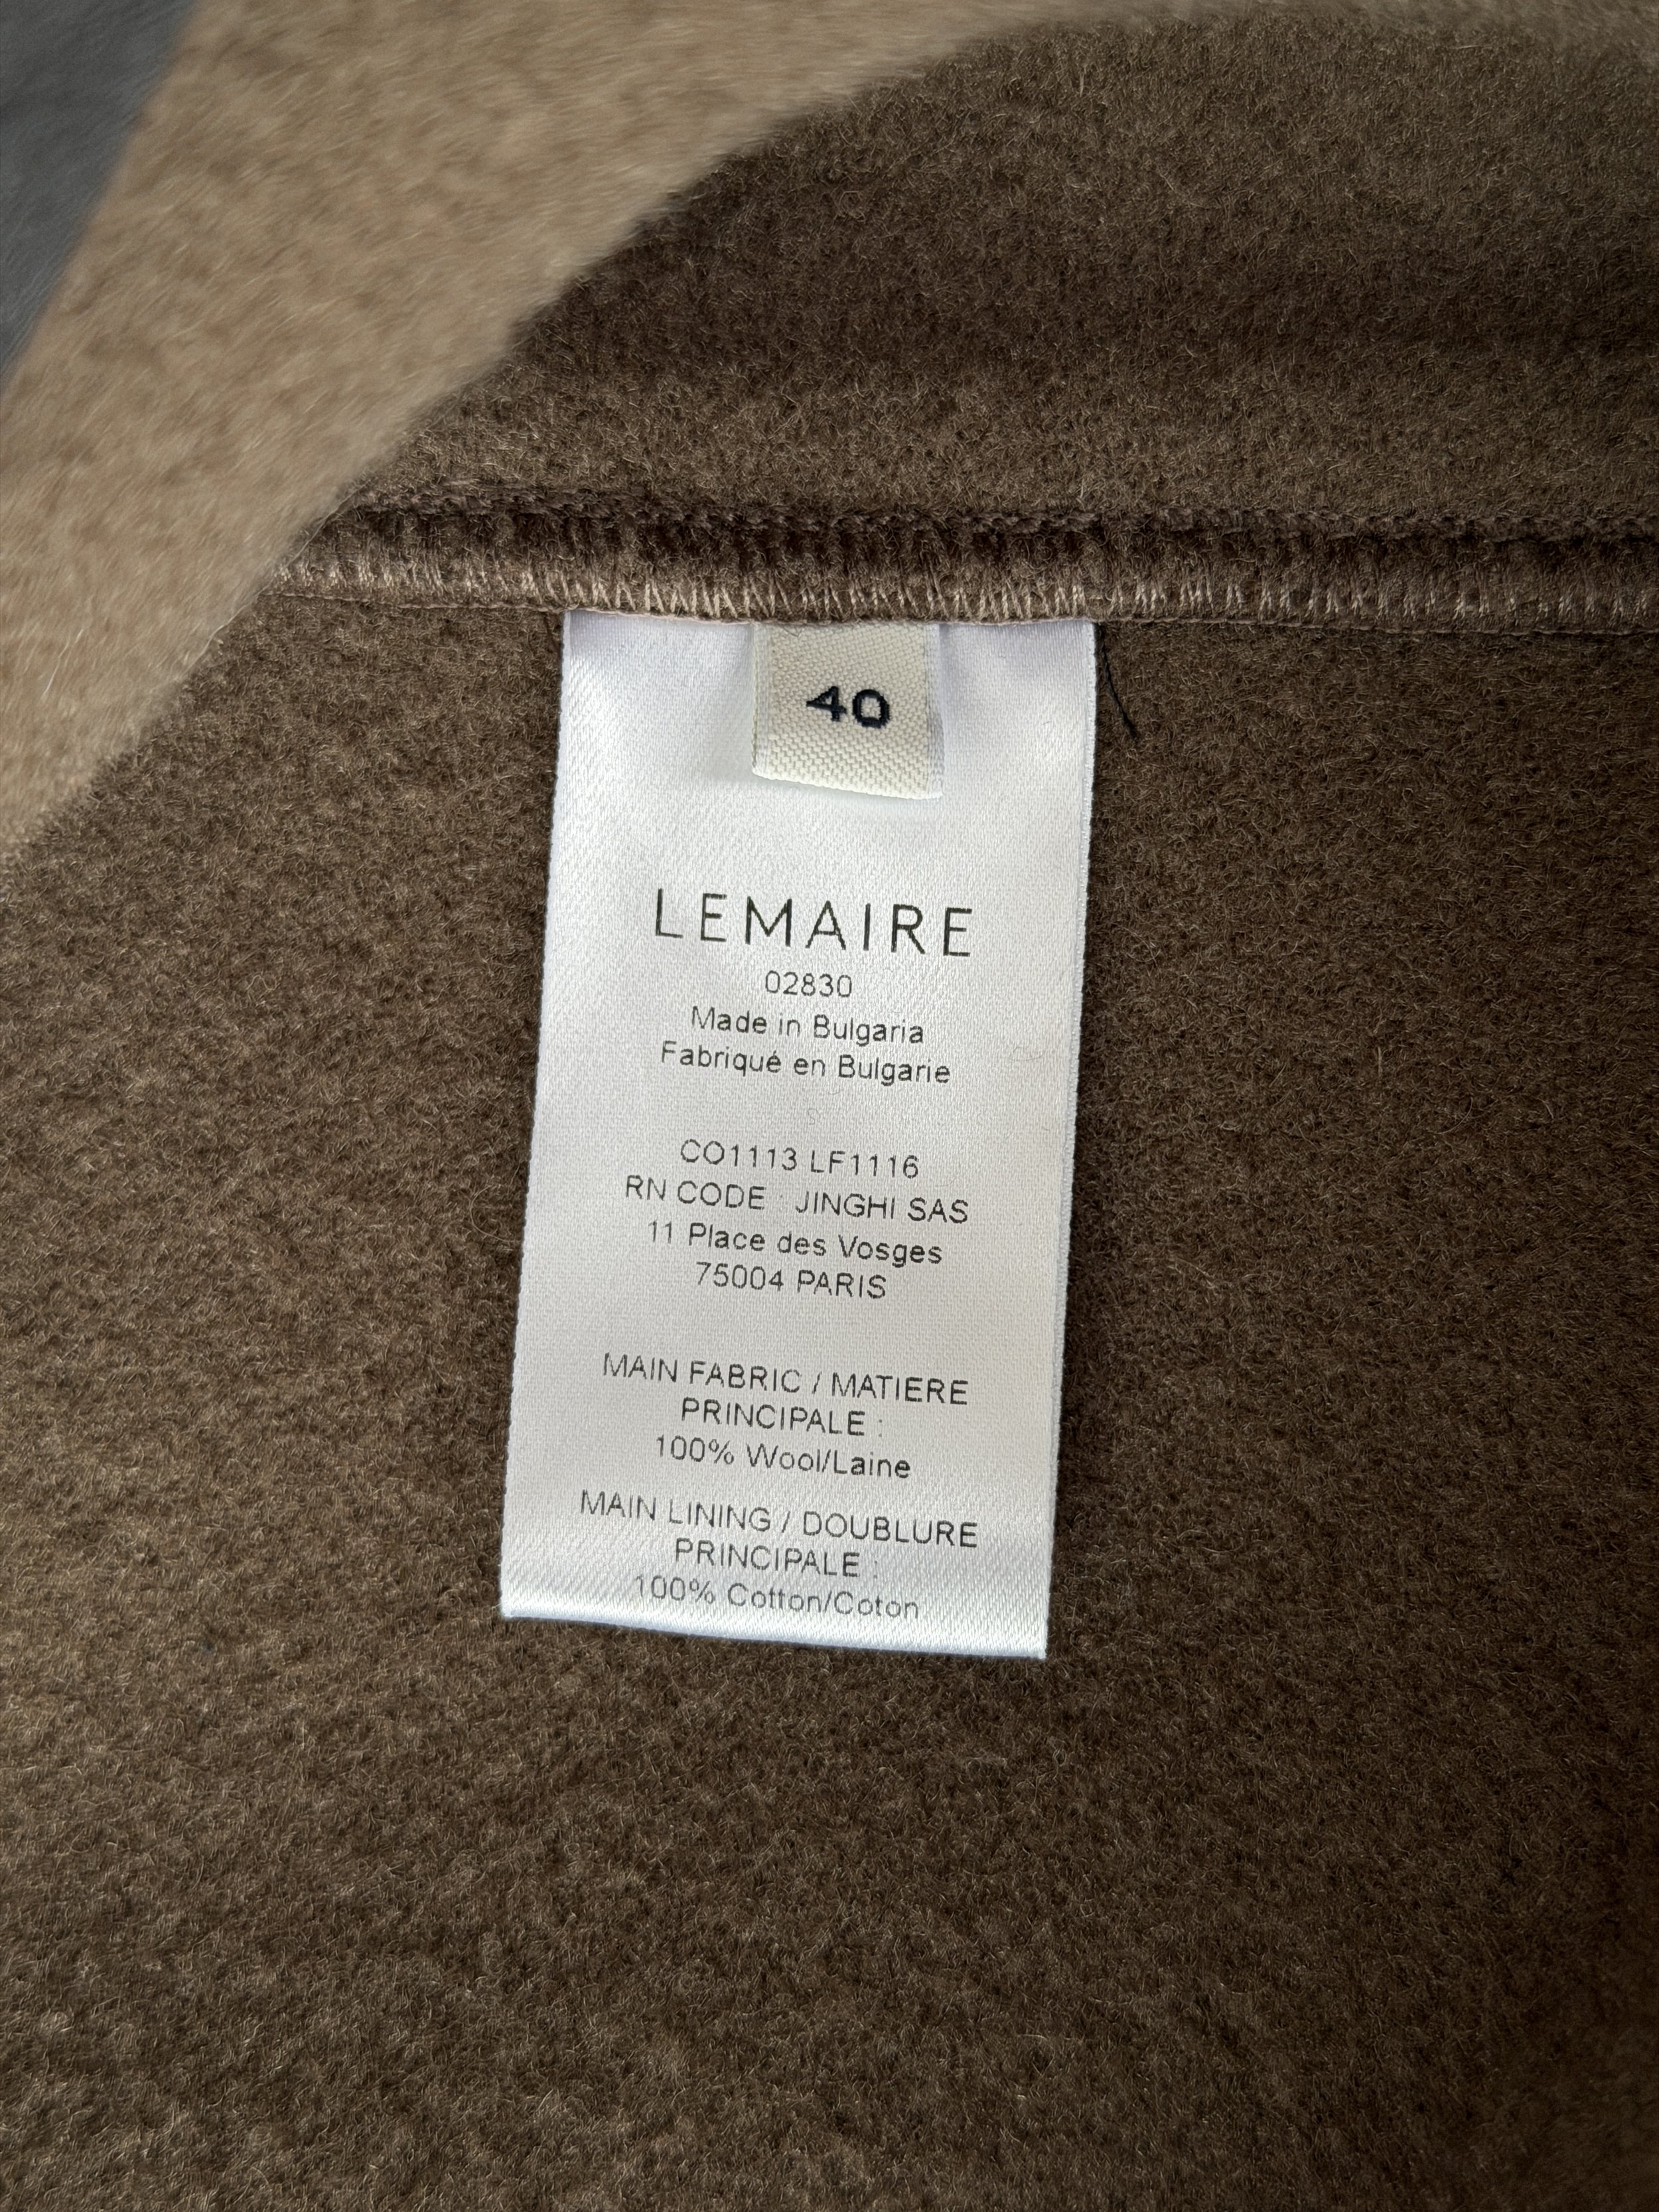 40
LEMAIRE
02830
Made in Bulgaria
Fabriqué en Bulgarie
CO1113 LF1116
RN CODE : JINGHI SAS
11 Place des Vosges
75004 PARIS
MAIN FABRIC / MATIERE
PRINCIPALE :
100% Wool/Laine
MAIN LINING / DOUBLURE
PRINCIPALE :
100% Cotton/Coton